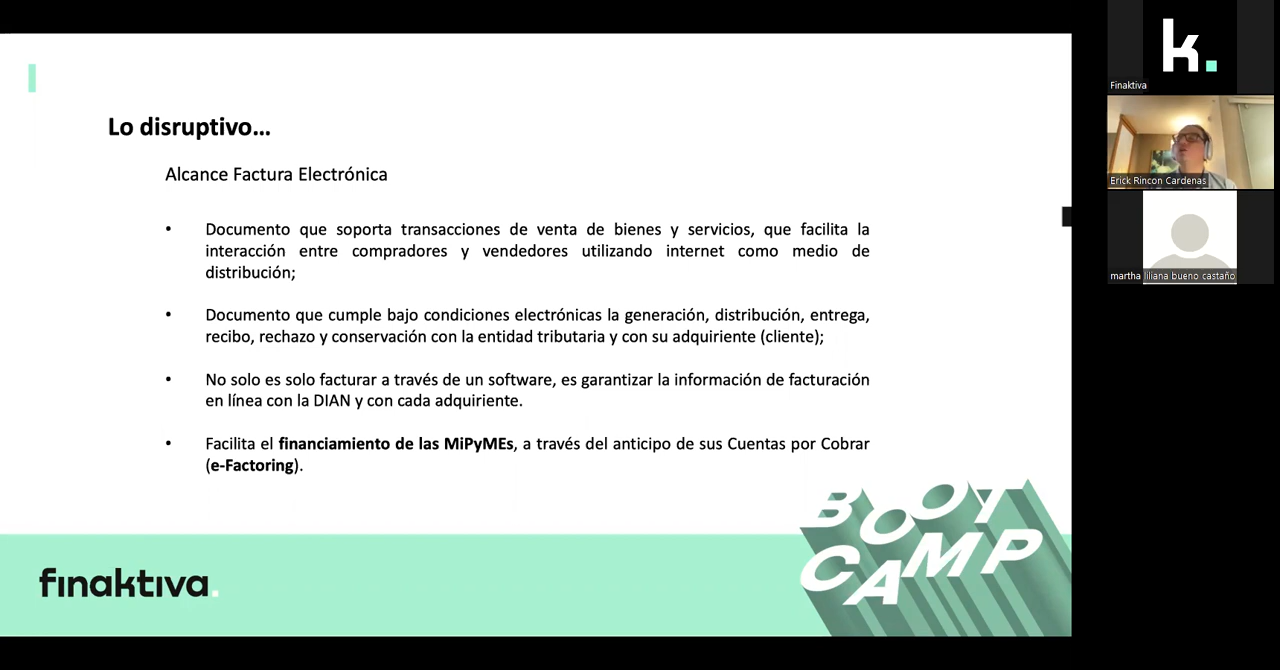 Lo disruptivo...
Alcance Factura Electrónica
• Documento que soporta transacciones de venta de bienes y servicios, que facilita la
interacción entre compradores y vendedores utilizando internet como medio de
distribución;
• Documento que cumple bajo condiciones electrónicas la generación, distribución, entrega,
recibo, rechazo y conservación con la entidad tributaria y con su adquiriente (cliente);
• No solo es solo facturar a través de un software, es garantizar la información de facturación
en línea con la DIAN y con cada adquiriente.
• Facilita el financiamiento de las MiPyMEs, a través del anticipo de sus Cuentas por Cobrar
(e-Factoring).
BOOT
CAMP
finaktiva.
k.
Finaktiva
Erick Rincon Cardenas
martha liliana bueno castaño